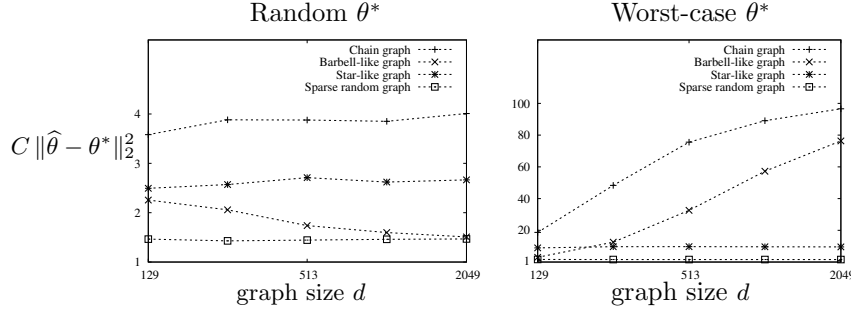 Random θ*
Chain graph
Barbell-like graph
Star-like graph
Sparse random graph
4
3
2
1
129
513
2049
C ‖θ̂ − θ*‖₂²
graph size d
Worst-case θ*
Chain graph
Barbell-like graph
Star-like graph
Sparse random graph
100
80
60
40
20
1
129
513
2049
graph size d